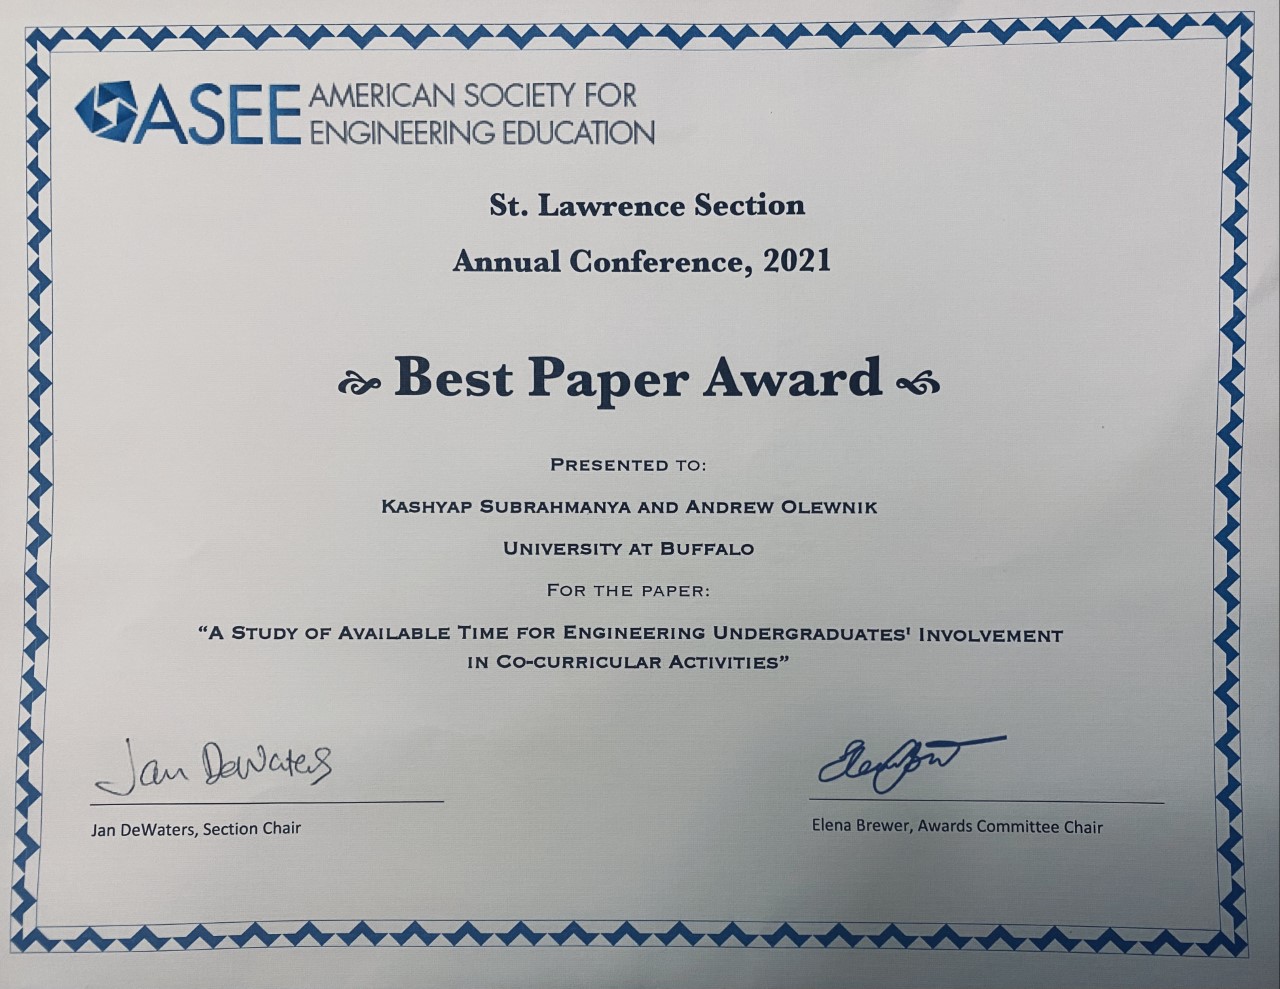 ASEE AMERICAN SOCIETY FOR
ENGINEERING EDUCATION
St. Lawrence Section
Annual Conference, 2021
Best Paper Award
PRESENTED TO:
KASHYAP SUBRAHMANYA AND ANDREW OLEWNIK
UNIVERSITY AT BUFFALO
FOR THE PAPER:
“A STUDY OF AVAILABLE TIME FOR ENGINEERING UNDERGRADUATES' INVOLVEMENT
IN CO-CURRICULAR ACTIVITIES”
Jan DeWaters
Jan DeWaters, Section Chair
Elena Brewer, Awards Committee Chair